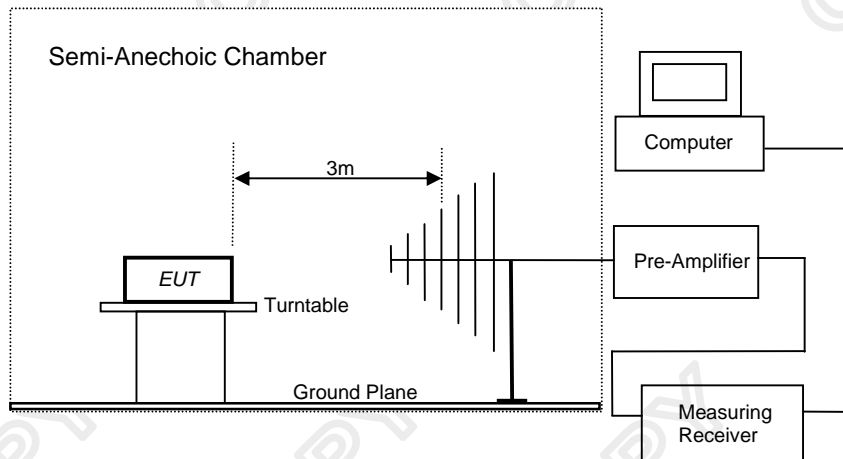 Semi-Anechoic Chamber
Computer
3m
Pre-Amplifier
EUT
Turntable
Ground Plane
Measuring
Receiver